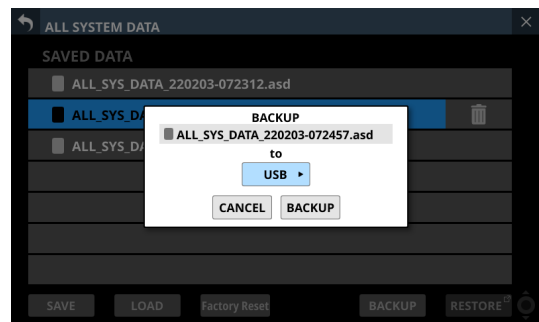 ALL SYSTEM DATA
SAVED DATA
ALL_SYS_DATA_220203-072312.asd
ALL_SYS_DA
ALL_SYS_DA
BACKUP
ALL_SYS_DATA_220203-072457.asd
to
USB
CANCEL BACKUP
SAVE LOAD Factory Reset BACKUP RESTORE